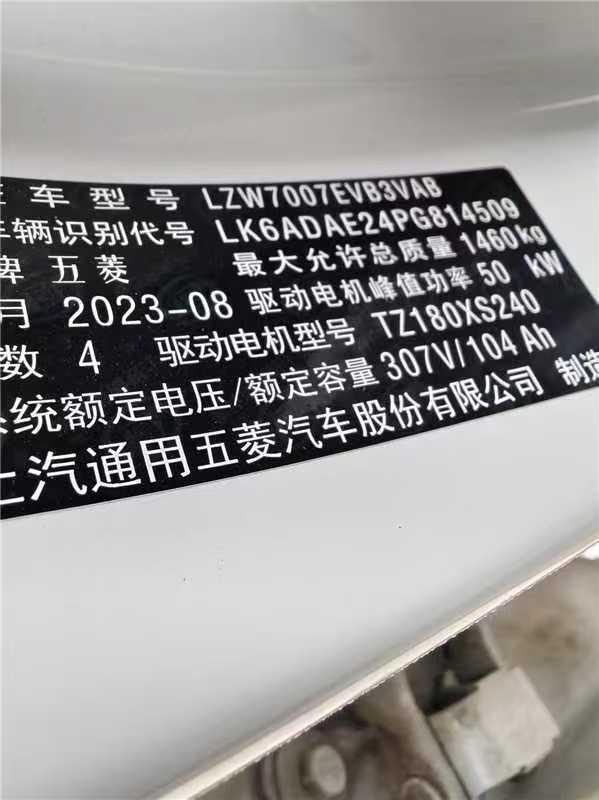 车型号 LZW7007EVB3VAB
车辆识别代号 LK6ADAE24PG814509
牌 五菱 最大允许总质量 1460kg
月 2023-08 驱动电机峰值功率 50 kW
数 4 驱动电机型号 TZ180XS240
系统额定电压/额定容量 307V/104 Ah
上汽通用五菱汽车股份有限公司 制造